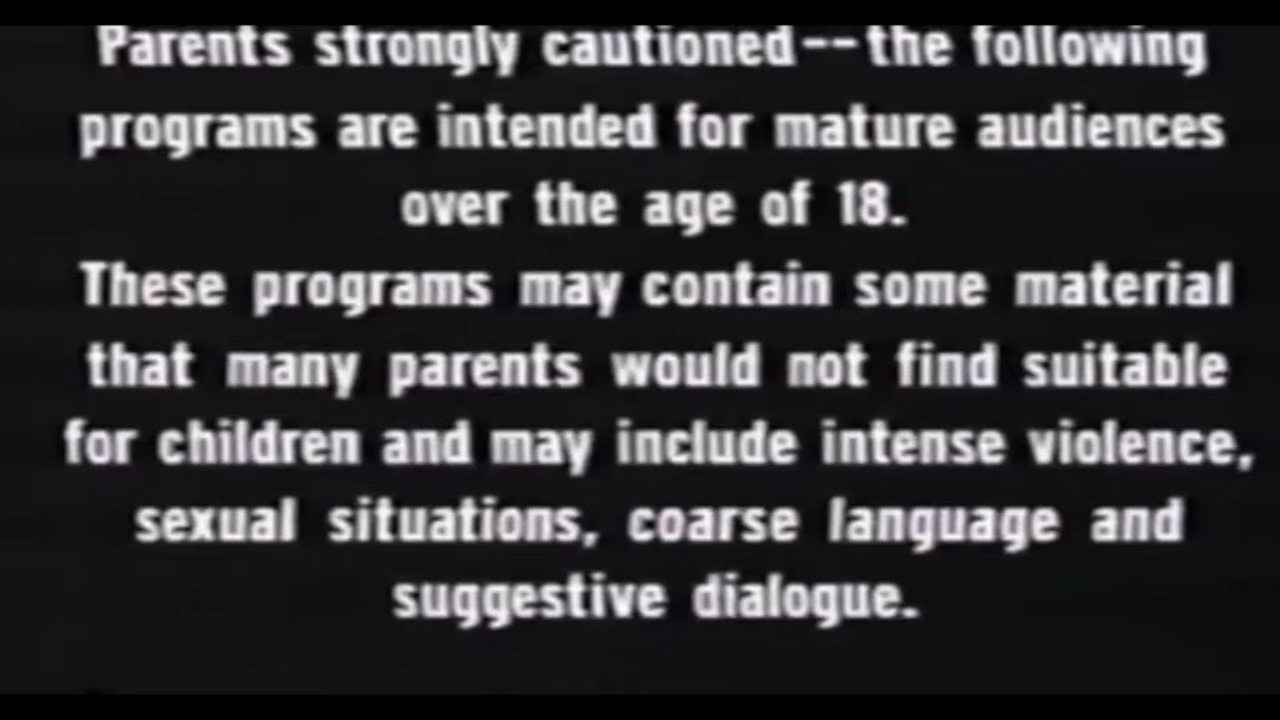 Parents strongly cautioned--the following
programs are intended for mature audiences
over the age of 18.
These programs may contain some material
that many parents would not find suitable
for children and may include intense violence,
sexual situations, coarse language and
suggestive dialogue.